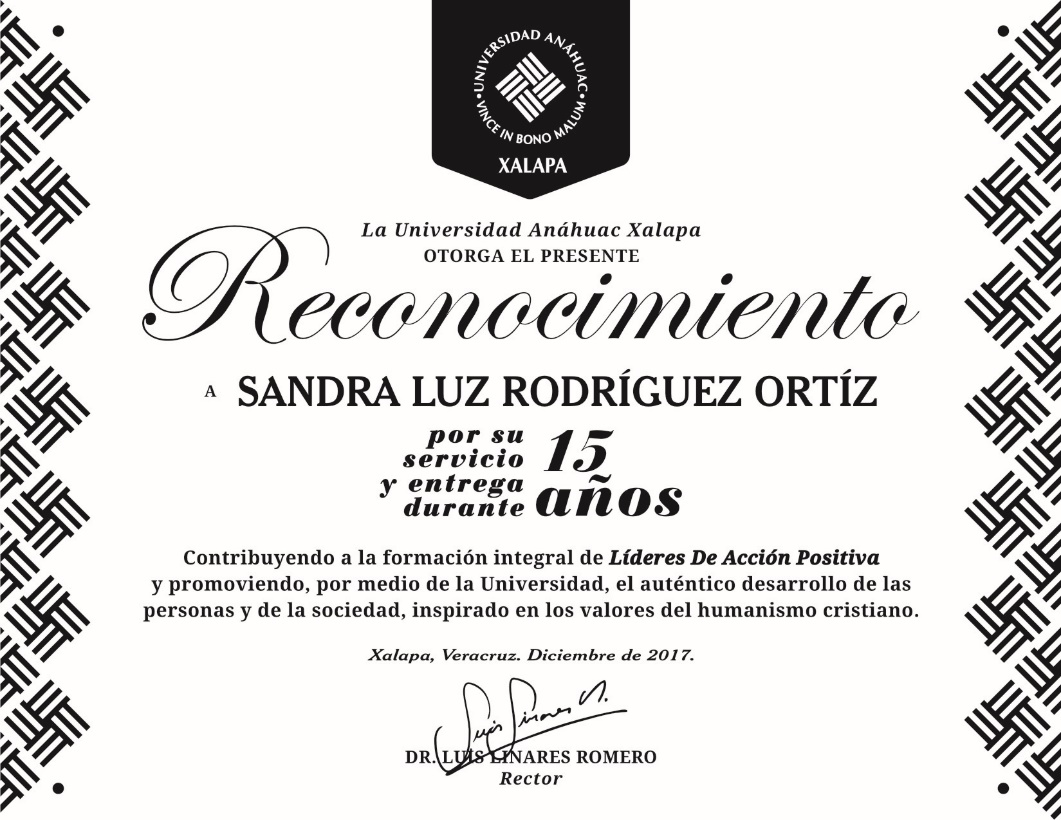 UNIVERSIDAD ANÁHUAC
VINCE IN BONO MALUM
XALAPA
La Universidad Anáhuac Xalapa
OTORGA EL PRESENTE
Reconocimiento
A SANDRA LUZ RODRÍGUEZ ORTÍZ
por su
servicio
y entrega
durante
15
años
Contribuyendo a la formación integral de Líderes De Acción Positiva
y promoviendo, por medio de la Universidad, el auténtico desarrollo de las
personas y de la sociedad, inspirado en los valores del humanismo cristiano.
Xalapa, Veracruz. Diciembre de 2017.
Luis Linares R.
DR. LUIS LINARES ROMERO
Rector